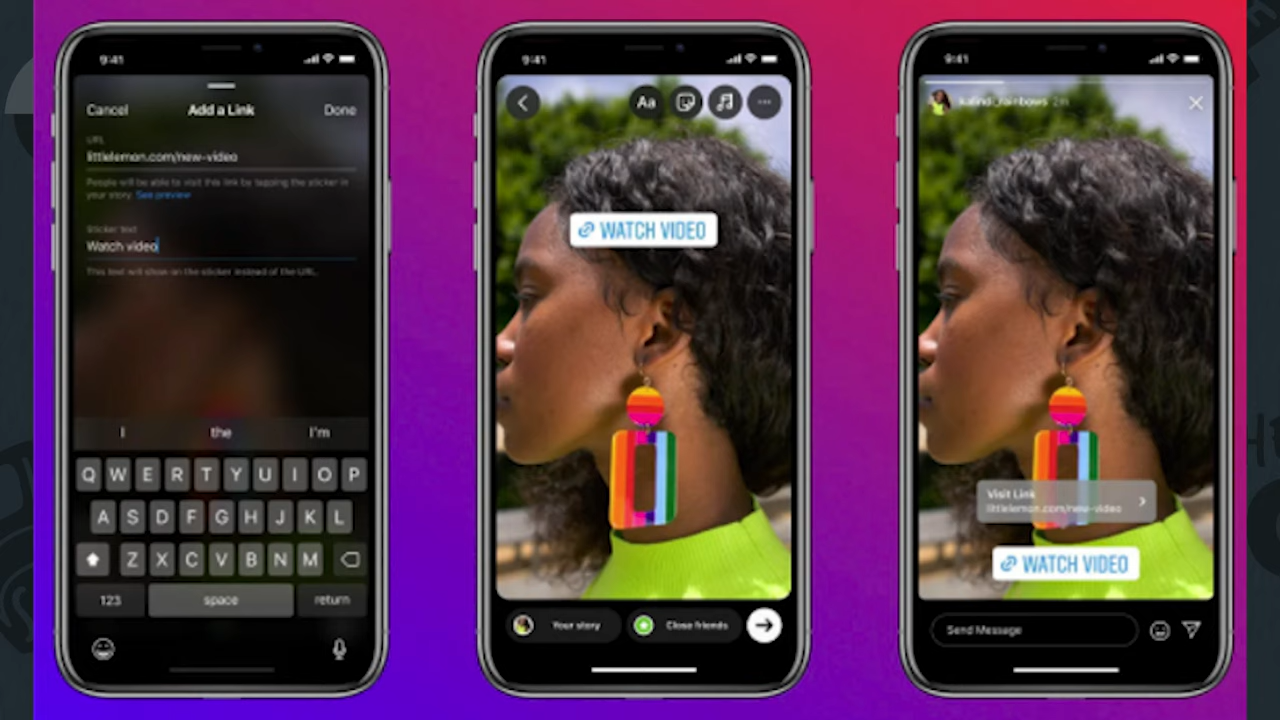 9:41
Cancel Add a Link Done
URL
littlelemon.com/new-video
People will be able to visit this link by tapping the sticker in
your story. See preview
Sticker text
Watch video
This text will show on the sticker instead of the URL.
I the I'm
Q W E R T Y U I O P
A S D F G H J K L
Z X C V B N M
123 space return
9:41
Aa
WATCH VIDEO
Your story Close friends
9:41
2m
Visit Link
littlelemon.com/new-video
WATCH VIDEO
Send Message